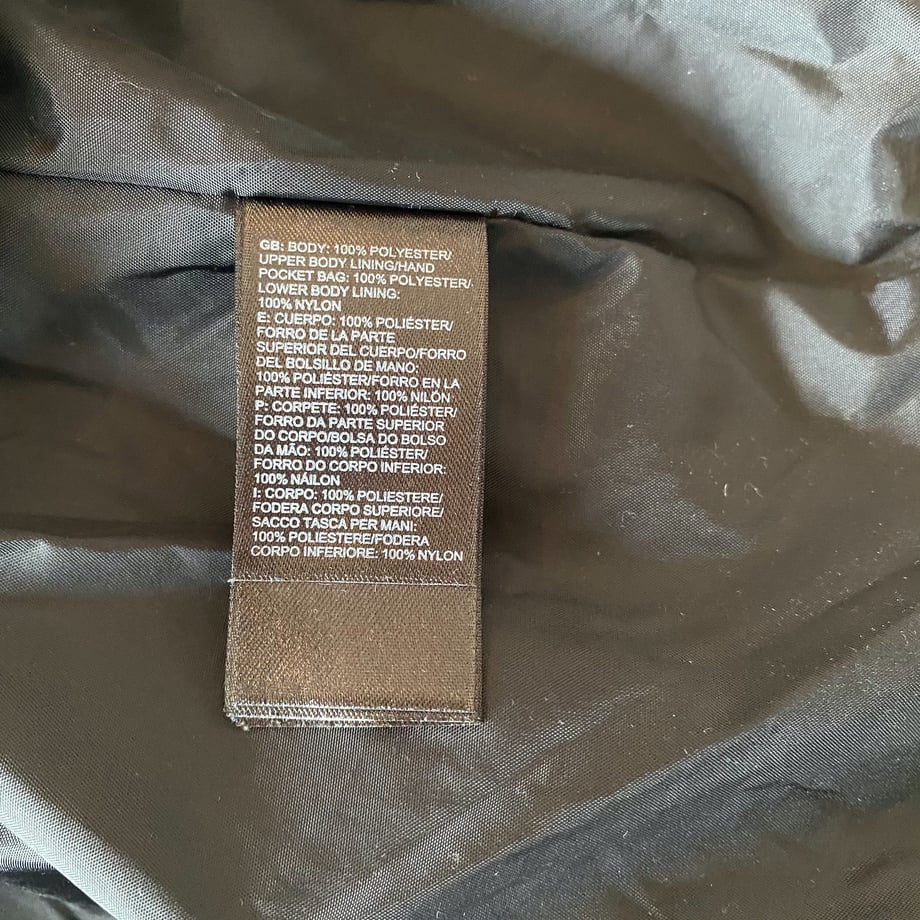 GB: BODY: 100% POLYESTER/
UPPER BODY LINING/HAND
POCKET BAG: 100% POLYESTER/
LOWER BODY LINING:
100% NYLON
E: CUERPO: 100% POLIÉSTER/
FORRO DE LA PARTE
SUPERIOR DEL CUERPO/FORRO
DEL BOLSILLO DE MANO:
100% POLIÉSTER/FORRO EN LA
PARTE INFERIOR: 100% NILÓN
P: CORPETE: 100% POLIÉSTER/
FORRO DA PARTE SUPERIOR
DO CORPO/BOLSA DO BOLSO
DA MÃO: 100% POLIÉSTER/
FORRO DO CORPO INFERIOR:
100% NÁILON
I: CORPO: 100% POLIESTERE/
FODERA CORPO SUPERIORE/
SACCO TASCA PER MANI:
100% POLIESTERE/FODERA
CORPO INFERIORE: 100% NYLON